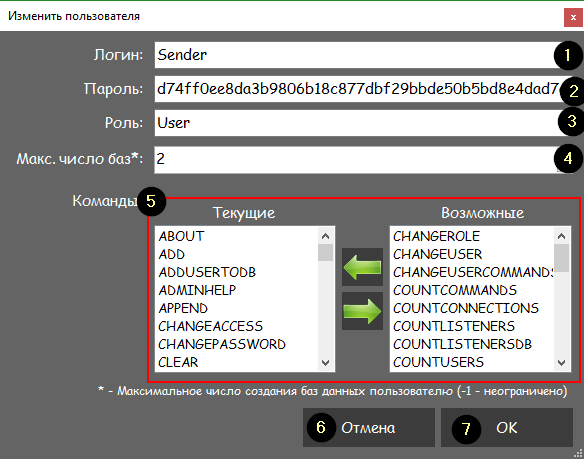 Изменить пользователя
x
Логин: Sender 1
Пароль: d74ff0ee8da3b9806b18c877dbf29bbde50b5bd8e4dad7 2
Роль: User 3
Макс. число баз*: 2 4
Команды 5
Текущие Возможные
ABOUT CHANGEROLE
ADD CHANGEUSER
ADDUSERTODB CHANGEUSERCOMMANDS
ADMINHELP COUNTCOMMANDS
APPEND COUNTCONNECTIONS
CHANGEACCESS COUNTLISTENERS
CHANGEPASSWORD COUNTLISTENERSDB
CLEAR COUNTUSERS
* - Максимальное число создания баз данных пользователю (-1 - неограничено)
6 Отмена 7 OK